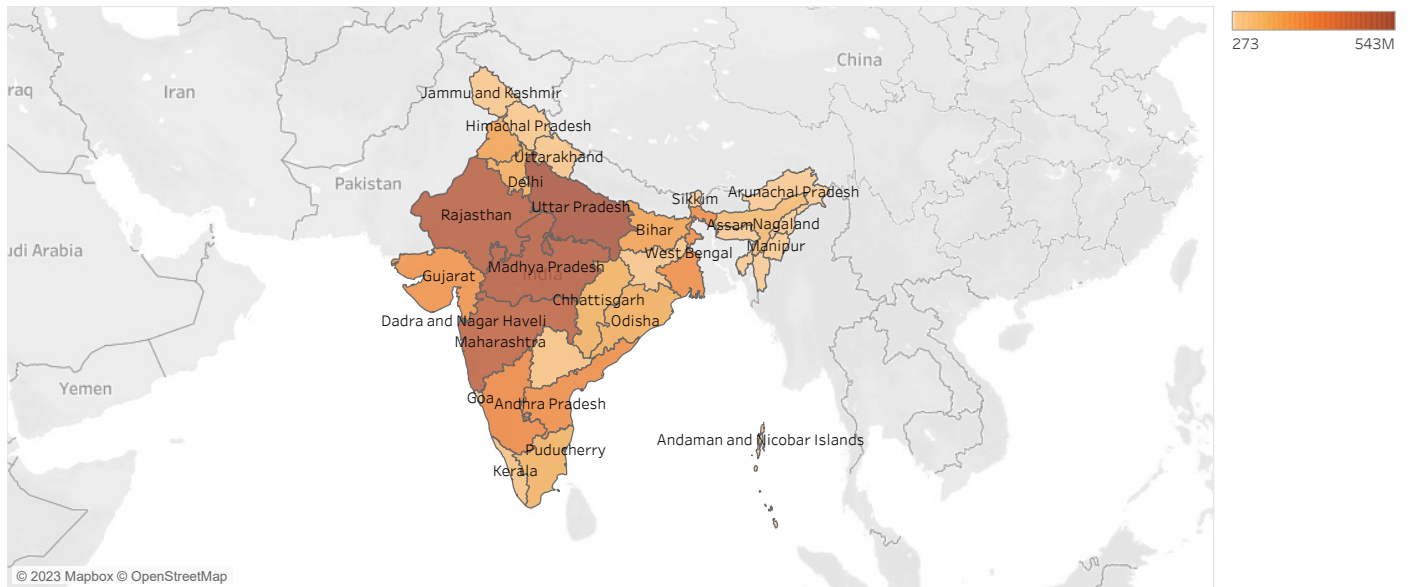 273 543M
China
raq
Iran
Jammu and Kashmir
Himachal Pradesh
Uttarakhand
Pakistan
Delhi
Sikkim
Arunachal Pradesh
Rajasthan
Uttar Pradesh
Bihar
Assam
Nagaland
Manipur
udi Arabia
West Bengal
Madhya Pradesh
India
Gujarat
Chhattisgarh
Dadra and Nagar Haveli
Odisha
Maharashtra
Yemen
Goa
Andhra Pradesh
Andaman and Nicobar Islands
Puducherry
Kerala
© 2023 Mapbox © OpenStreetMap